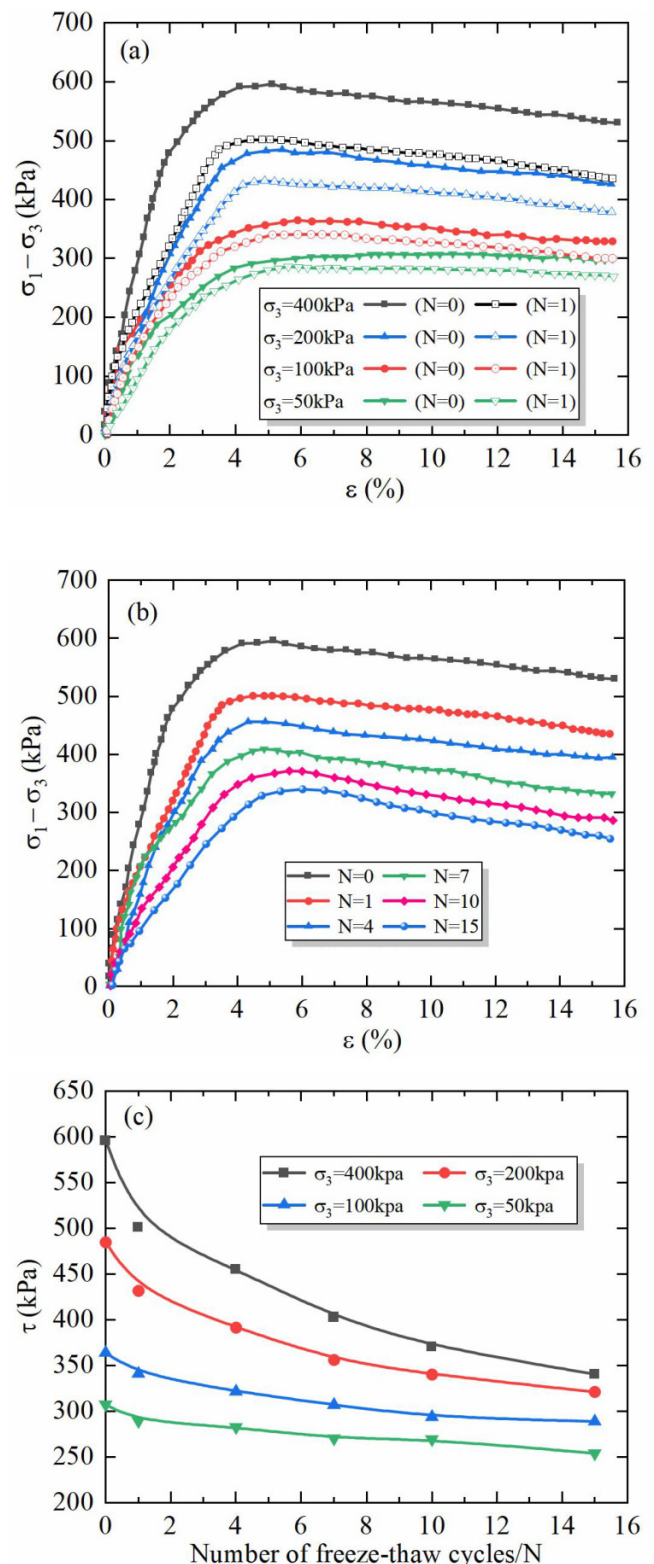 (a)
700
600
500
400
300
200
100
0
σ₁−σ₃ (kPa)
σ₃=400kPa (N=0) (N=1)
σ₃=200kPa (N=0) (N=1)
σ₃=100kPa (N=0) (N=1)
σ₃=50kPa (N=0) (N=1)
0 2 4 6 8 10 12 14 16
ε (%)
(b)
700
600
500
400
300
200
100
0
σ₁−σ₃ (kPa)
N=0 N=7
N=1 N=10
N=4 N=15
0 2 4 6 8 10 12 14 16
ε (%)
(c)
650
600
550
500
450
400
350
300
250
200
τ (kPa)
σ₃=400kpa σ₃=200kpa
σ₃=100kpa σ₃=50kpa
0 2 4 6 8 10 12 14 16
Number of freeze-thaw cycles/N